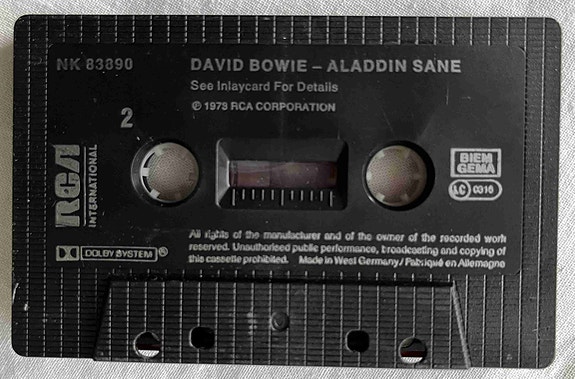 NK 83890
DAVID BOWIE – ALADDIN SANE
See Inlaycard For Details
℗ 1973 RCA CORPORATION
2
RCA
INTERNATIONAL
BIEM
GEMA
LC 0316
DOLBY SYSTEM®
All rights of the manufacturer and of the owner of the recorded work
reserved. Unauthorised public performance, broadcasting and copying of
this cassette prohibited. Made in West Germany / Fabriqué en Allemagne